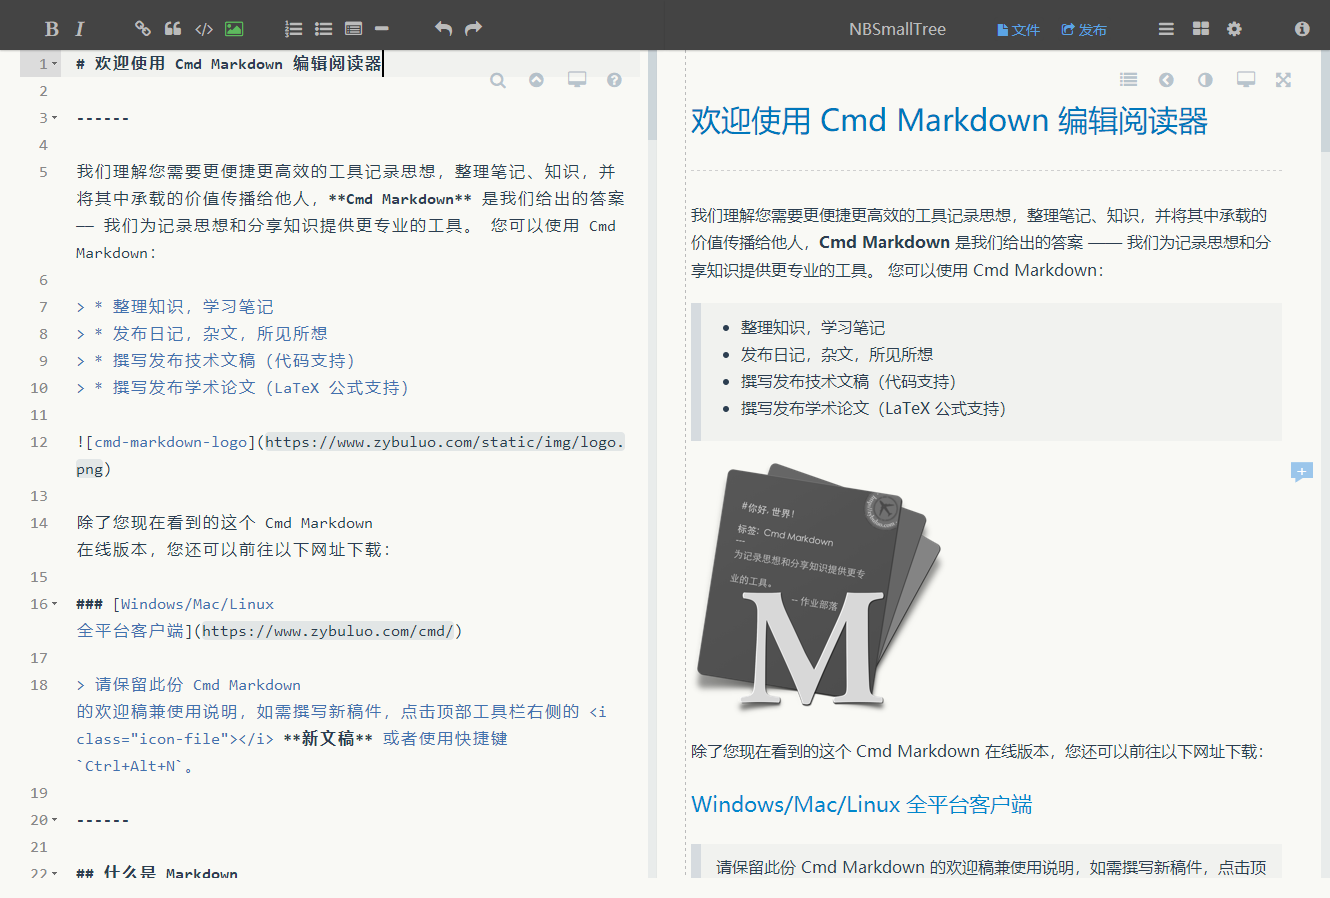 NBSmallTree 文件 发布
1 # 欢迎使用 Cmd Markdown 编辑阅读器
2
3 ------
4
5 我们理解您需要更便捷更高效的工具记录思想，整理笔记、知识，并
将其中承载的价值传播给他人，**Cmd Markdown** 是我们给出的答案
—— 我们为记录思想和分享知识提供更专业的工具。 您可以使用 Cmd
Markdown：
6
7 > * 整理知识，学习笔记
8 > * 发布日记，杂文，所见所想
9 > * 撰写发布技术文稿（代码支持）
10 > * 撰写发布学术论文（LaTeX 公式支持）
11
12 ![cmd-markdown-logo](https://www.zybuluo.com/static/img/logo.
png)
13
14 除了您现在看到的这个 Cmd Markdown
在线版本，您还可以前往以下网址下载：
15
16 ### [Windows/Mac/Linux
全平台客户端](https://www.zybuluo.com/cmd/)
17
18 > 请保留此份 Cmd Markdown
的欢迎稿兼使用说明，如需撰写新稿件，点击顶部工具栏右侧的 <i
class="icon-file"></i> **新文稿** 或者使用快捷键
`Ctrl+Alt+N`。
19
20 ------
21
22 ## 什么是 Markdown
欢迎使用 Cmd Markdown 编辑阅读器
我们理解您需要更便捷更高效的工具记录思想，整理笔记、知识，并将其中承载的
价值传播给他人，Cmd Markdown 是我们给出的答案 —— 我们为记录思想和分
享知识提供更专业的工具。 您可以使用 Cmd Markdown：
整理知识，学习笔记
发布日记，杂文，所见所想
撰写发布技术文稿（代码支持）
撰写发布学术论文（LaTeX 公式支持）
#你好, 世界!
标签: Cmd Markdown
---
为记录思想和分享知识提供更专
业的工具。
-- 作业部落
M
除了您现在看到的这个 Cmd Markdown 在线版本，您还可以前往以下网址下载：
Windows/Mac/Linux 全平台客户端
请保留此份 Cmd Markdown 的欢迎稿兼使用说明，如需撰写新稿件，点击顶